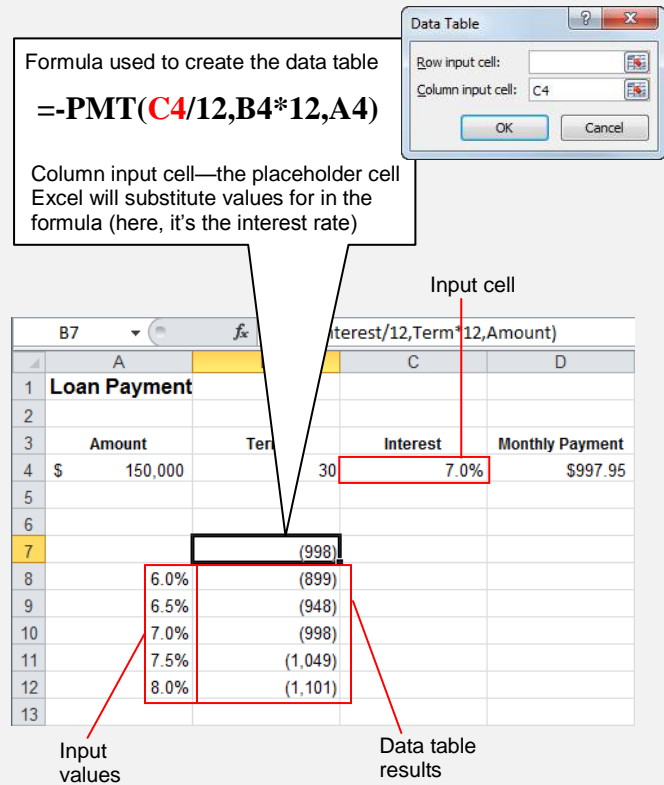 Data Table
Row input cell:
Column input cell: C4
OK Cancel
Formula used to create the data table
=-PMT(C4/12,B4*12,A4)
Column input cell—the placeholder cell
Excel will substitute values for in the
formula (here, it's the interest rate)
Input cell
B7 fx terest/12,Term*12,Amount)
A C D
1 Loan Payment
2
3 Amount Ter Interest Monthly Payment
4 $ 150,000 30 7.0% $997.95
5
6
7 (998)
8 6.0% (899)
9 6.5% (948)
10 7.0% (998)
11 7.5% (1,049)
12 8.0% (1,101)
13
Input
values
Data table
results